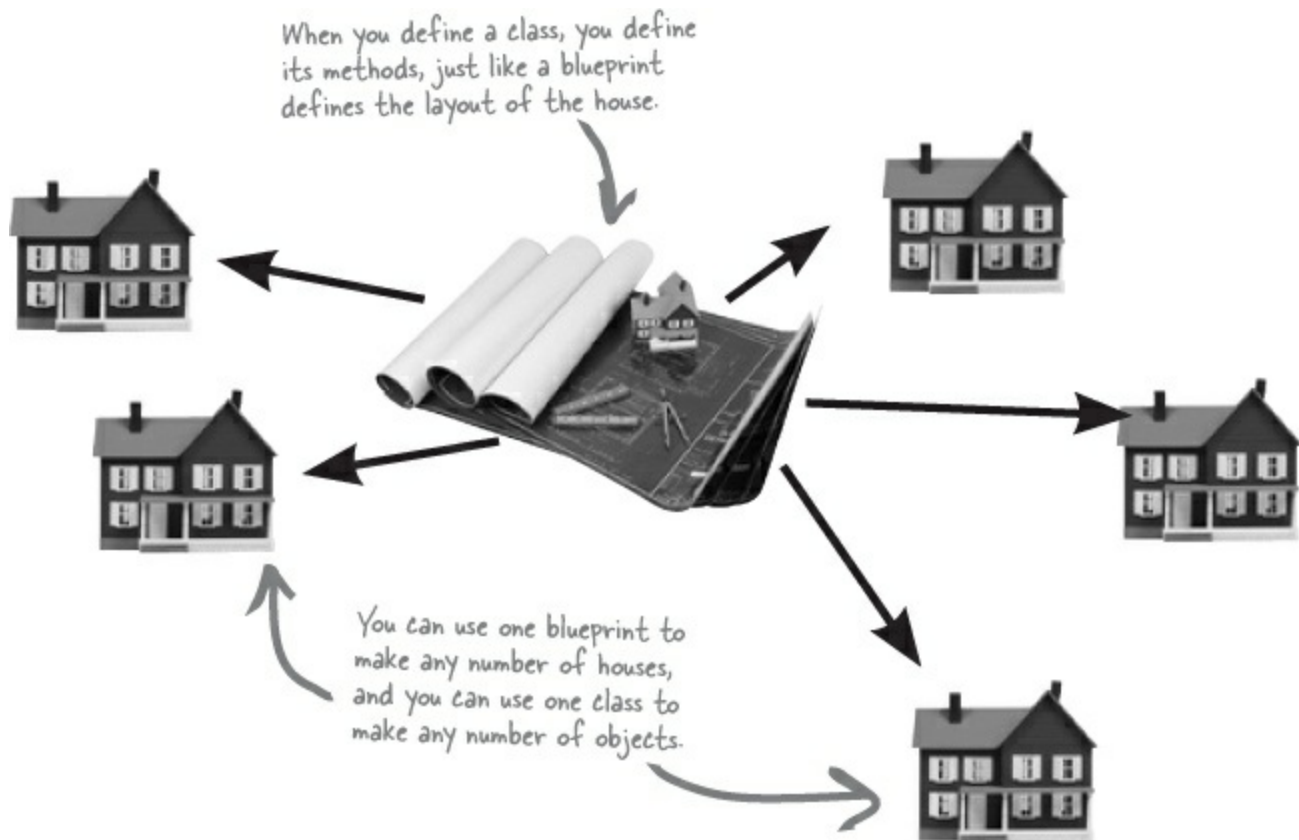 When you define a class, you define
its methods, just like a blueprint
defines the layout of the house.
You can use one blueprint to
make any number of houses,
and you can use one class to
make any number of objects.